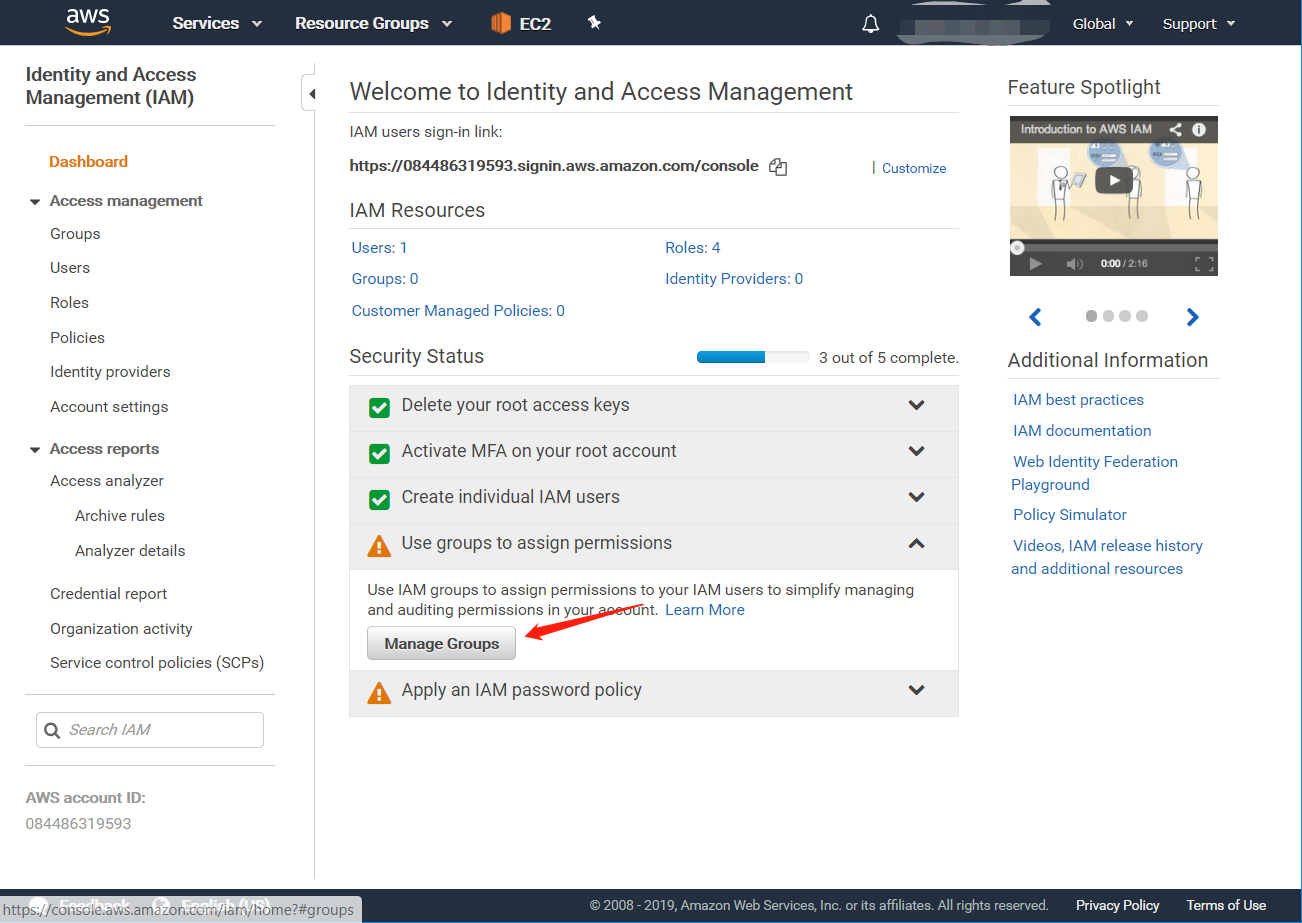 aws
Services
Resource Groups
EC2
Global
Support
Identity and Access
Management (IAM)
Dashboard
Access management
Groups
Users
Roles
Policies
Identity providers
Account settings
Access reports
Access analyzer
Archive rules
Analyzer details
Credential report
Organization activity
Service control policies (SCPs)
Search IAM
AWS account ID:
084486319593
Welcome to Identity and Access Management
IAM users sign-in link:
https://084486319593.signin.aws.amazon.com/console
| Customize
IAM Resources
Users: 1
Roles: 4
Groups: 0
Identity Providers: 0
Customer Managed Policies: 0
Security Status
3 out of 5 complete.
Delete your root access keys
Activate MFA on your root account
Create individual IAM users
Use groups to assign permissions
Use IAM groups to assign permissions to your IAM users to simplify managing
and auditing permissions in your account. Learn More
Manage Groups
Apply an IAM password policy
Feature Spotlight
Introduction to AWS IAM
0:00 / 2:16
Additional Information
IAM best practices
IAM documentation
Web Identity Federation
Playground
Policy Simulator
Videos, IAM release history
and additional resources
Feedback
English (US)
https://console.aws.amazon.com/iam/home?#groups
© 2008 - 2019, Amazon Web Services, Inc. or its affiliates. All rights reserved.
Privacy Policy
Terms of Use